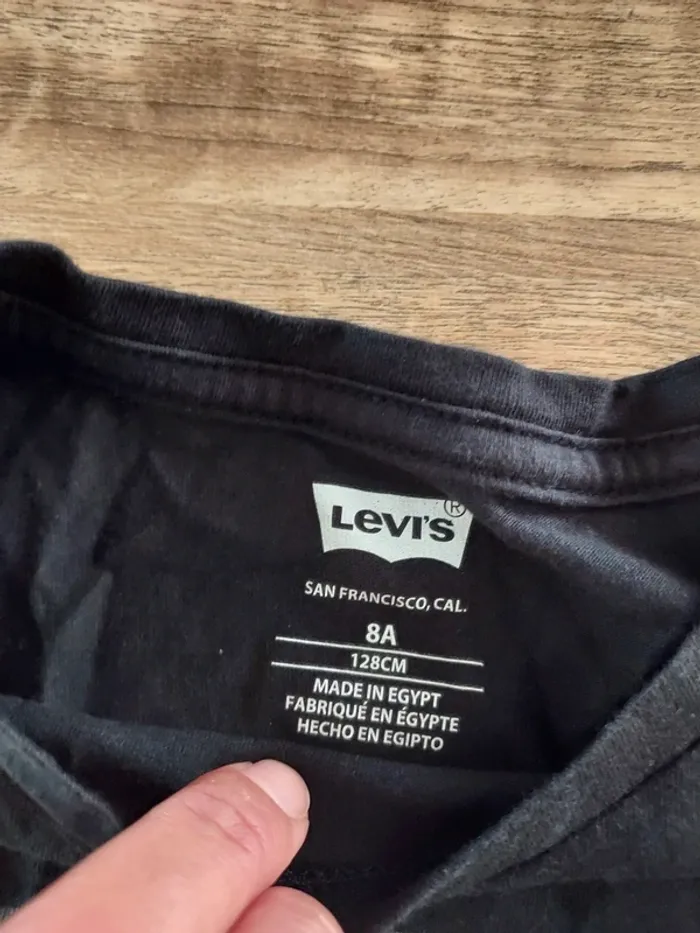 Levi's®
SAN FRANCISCO, CAL.
8A
128CM
MADE IN EGYPT
FABRIQUÉ EN ÉGYPTE
HECHO EN EGIPTO